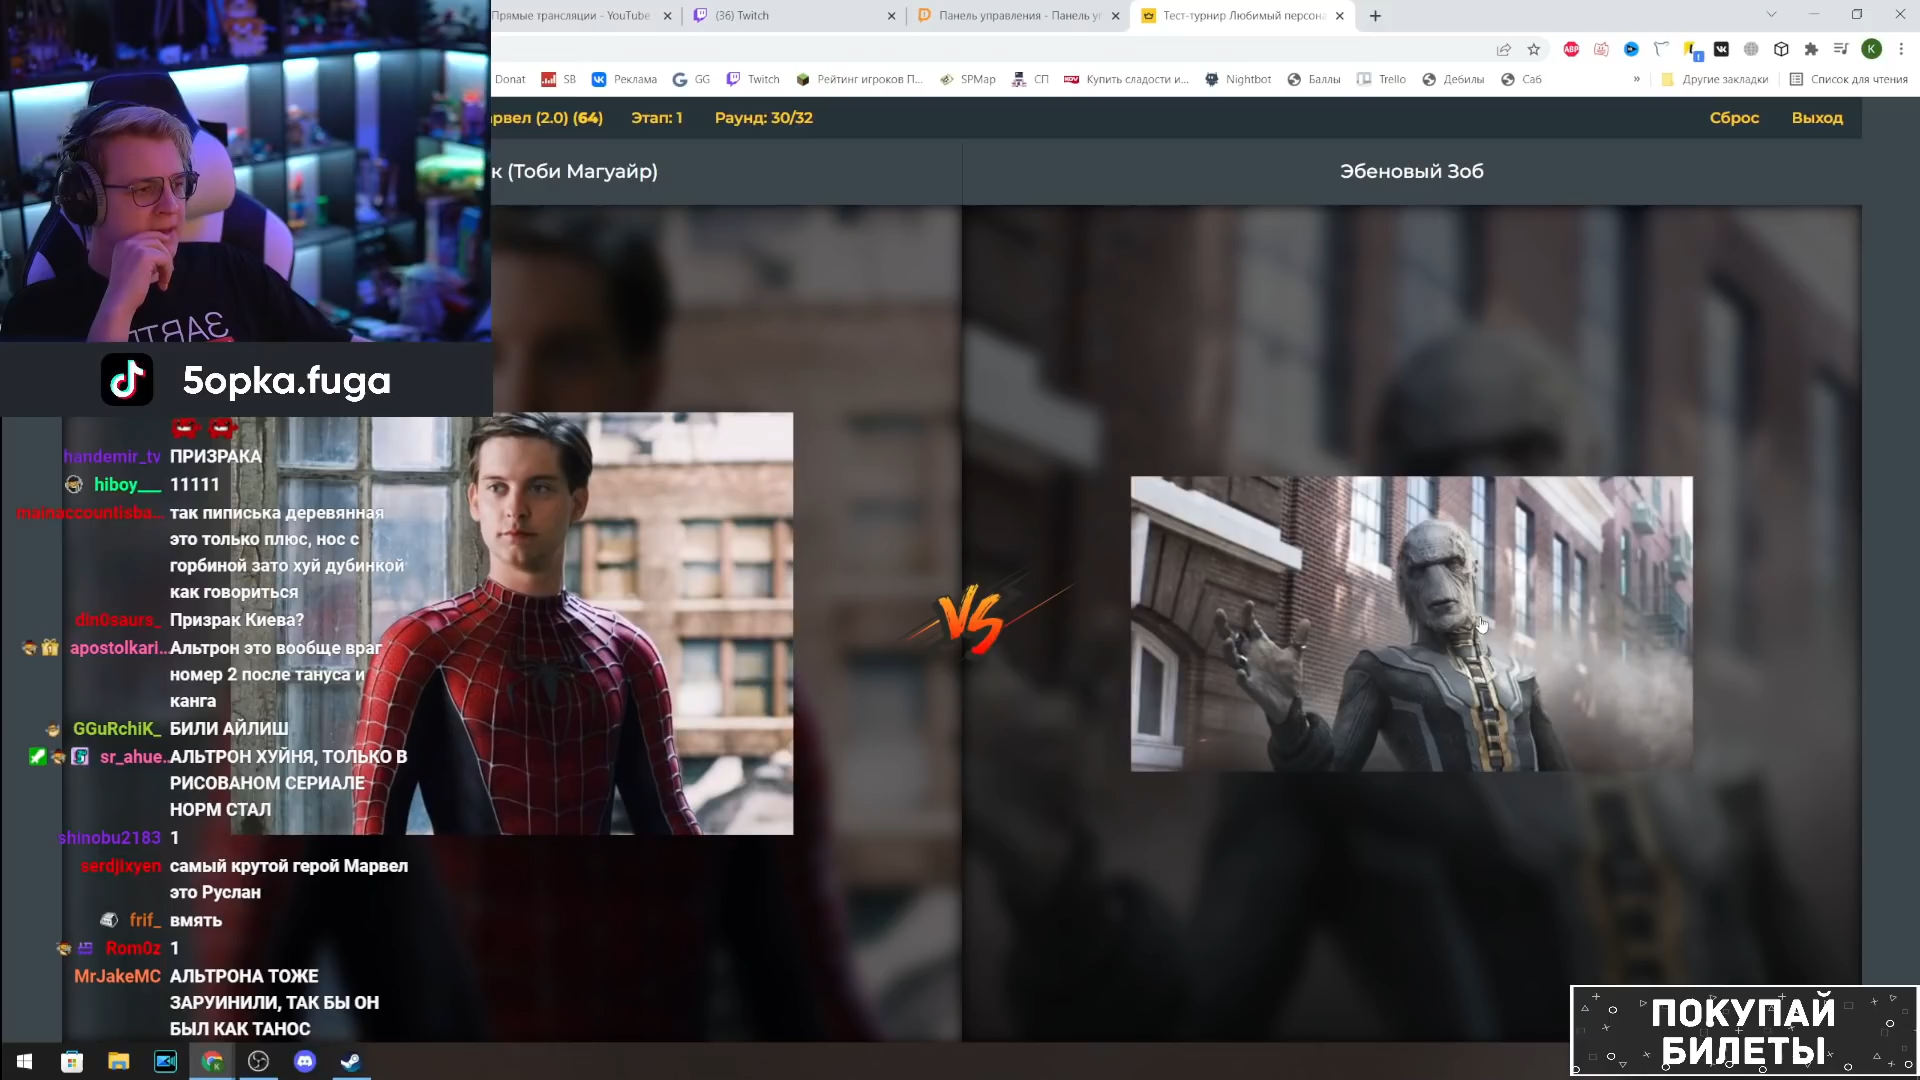 Прямые трансляции - YouTube
(36) Twitch
Панель управления - Панель у
Тест-турнир Любимый персона
Donat
SB
Реклама
GG
Twitch
Рейтинг игроков П...
SPMap
СП
Купить сладости и...
Nightbot
Баллы
Trello
Дебилы
Саб
»
Другие закладки
Список для чтения
арвел (2.0) (64)
Этап: 1
Раунд: 30/32
Сброс
Выход
к (Тоби Магуайр)
Эбеновый Зоб
VS
5opka.fuga
handemir_tv ПРИЗРАКА
hiboy___ 11111
mainaccountisba... так пиписька деревянная
это только плюс, нос с
горбиной зато хуй дубинкой
как говориться
din0saurs_ Призрак Киева?
apostolkari... Альтрон это вообще враг
номер 2 после тануса и
канга
GGuRchiK_ БИЛИ АЙЛИШ
sr_ahue... АЛЬТРОН ХУЙНЯ, ТОЛЬКО В
РИСОВАНОМ СЕРИАЛЕ
НОРМ СТАЛ
shinobu2183 1
serdjixyen самый крутой герой Марвел
это Руслан
frif_ вмять
Rom0z 1
MrJakeMC АЛЬТРОНА ТОЖЕ
ЗАРУИНИЛИ, ТАК БЫ ОН
БЫЛ КАК ТАНОС
ПОКУПАЙ
БИЛЕТЫ